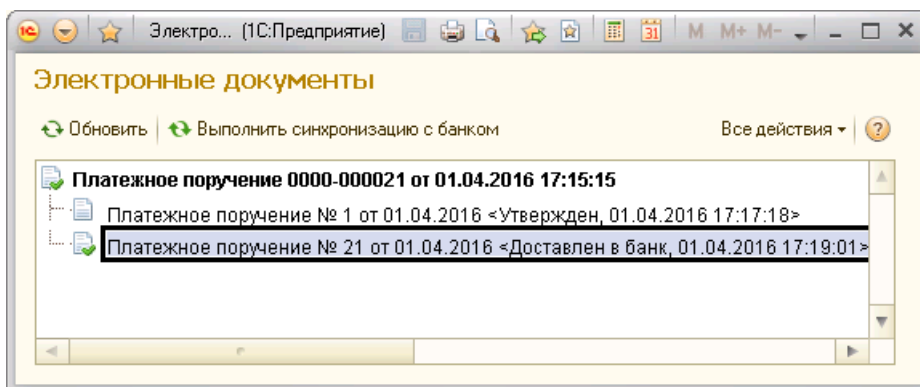 1С Электро... (1С:Предприятие) 31 M M+ M-
Электронные документы
Обновить Выполнить синхронизацию с банком Все действия ?
Платежное поручение 0000-000021 от 01.04.2016 17:15:15
Платежное поручение № 1 от 01.04.2016 <Утвержден, 01.04.2016 17:17:18>
Платежное поручение № 21 от 01.04.2016 <Доставлен в банк, 01.04.2016 17:19:01>